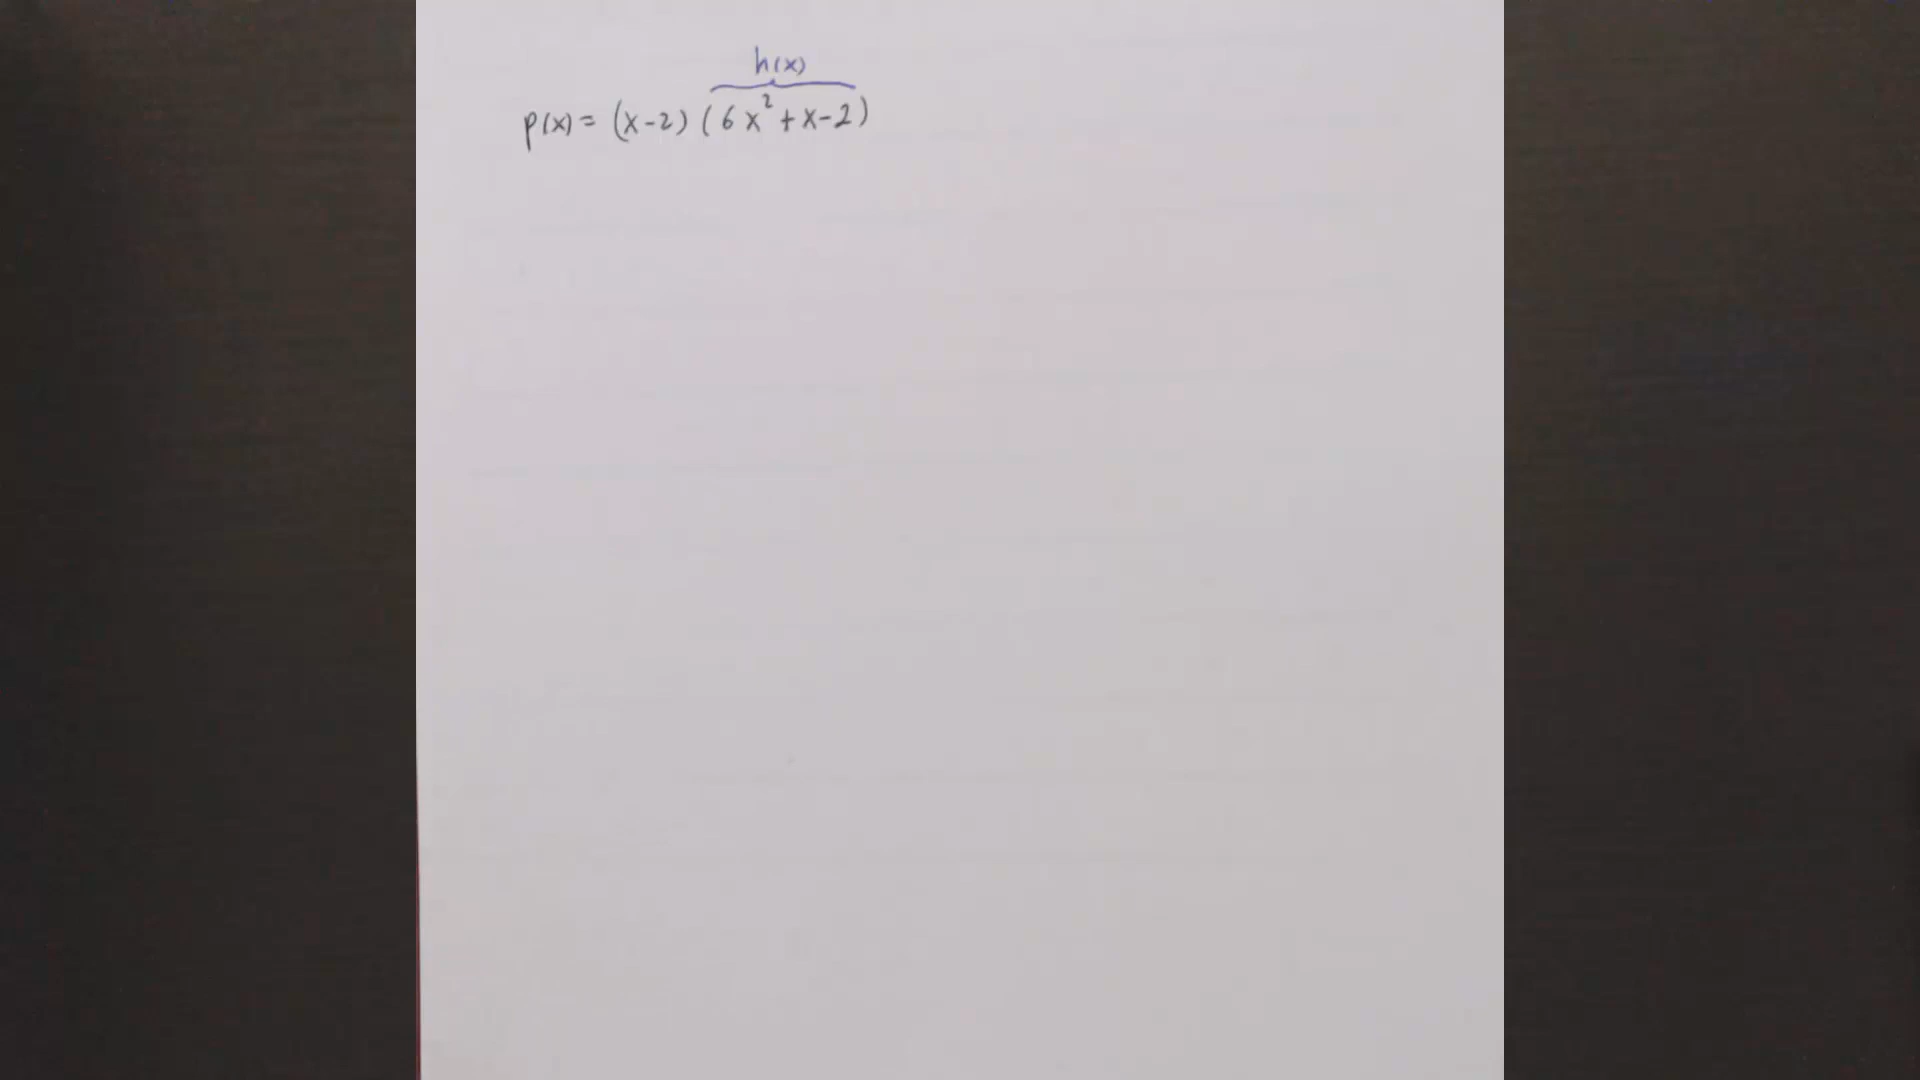 h(x)
p(x) = (x-2) (6x² + x-2)